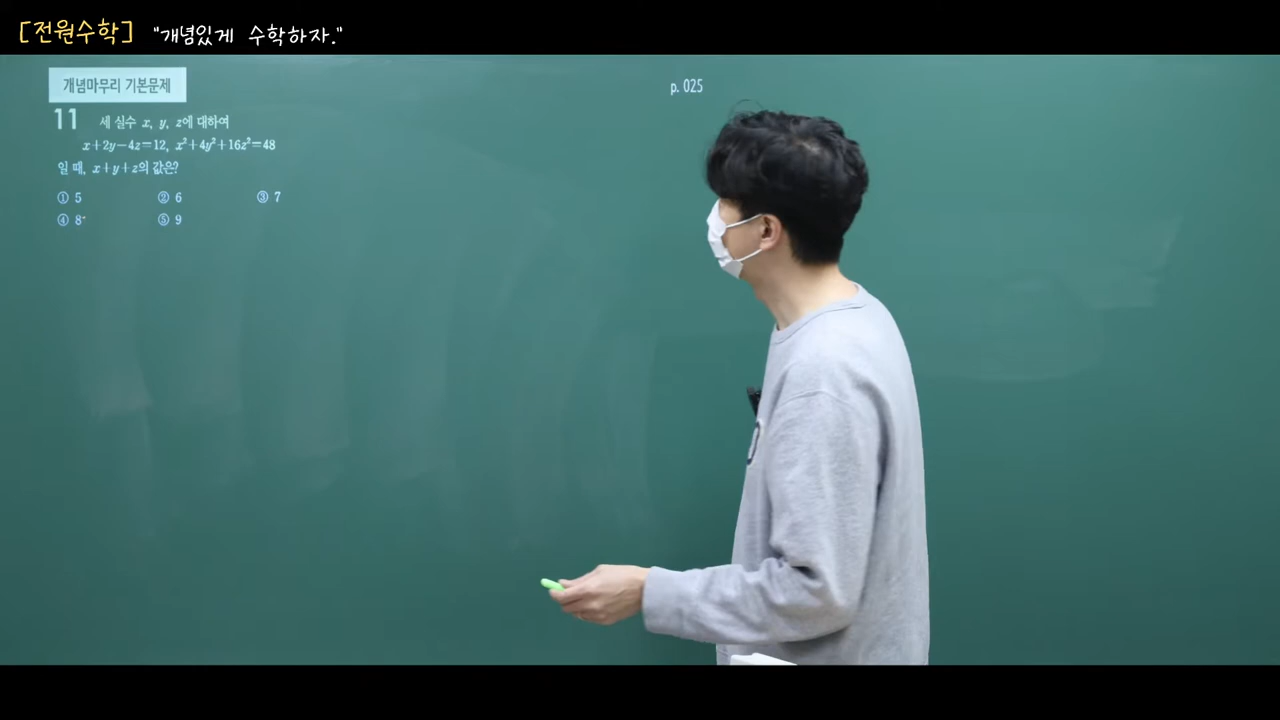 [전원수학] "개념있게 수학하자."
개념마무리 기본문제
p. 025
11 세 실수 x, y, z에 대하여
x+2y−4z=12, x²+4y²+16z²=48
일 때, x+y+z의 값은?
① 5 ② 6 ③ 7
④ 8 ⑤ 9